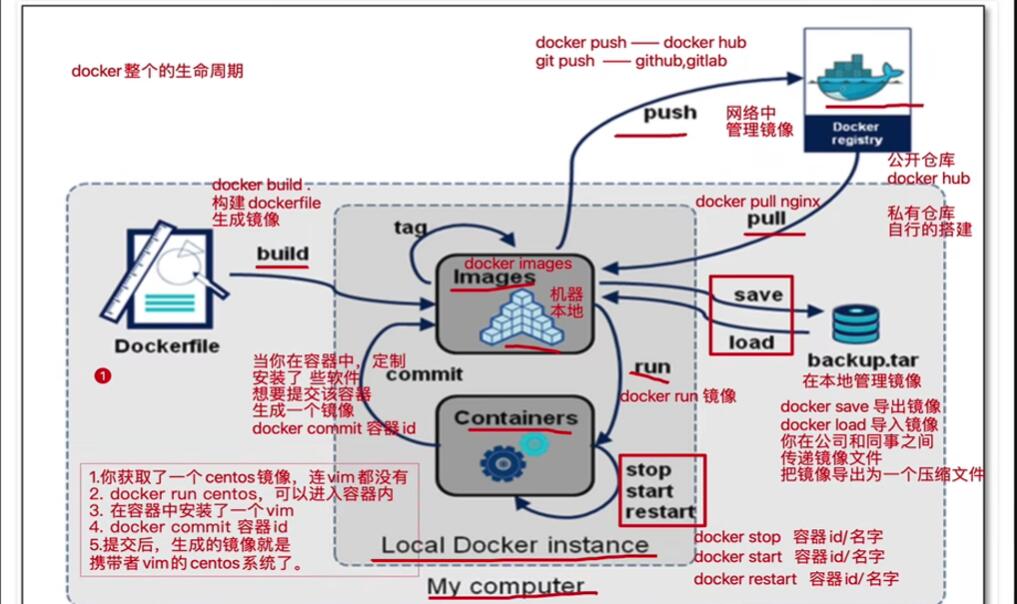 docker整个的生命周期
docker push —— docker hub
git push —— github,gitlab
push
网络中
管理镜像
Docker
registry
公开仓库
docker hub
私有仓库
自行的搭建
docker build .
构建dockerfile
生成镜像
build
tag
docker pull nginx
pull
docker images
Images
机器
本地
save
load
Dockerfile
backup.tar
在本地管理镜像
1
当你在容器中，定制
安装了 些软件
想要提交该容器
生成一个镜像
docker commit 容器id
commit
run
docker run 镜像
docker save 导出镜像
docker load 导入镜像
你在公司和同事之间
传递镜像文件
把镜像导出为一个压缩文件
Containers
stop
start
restart
1.你获取了一个centos镜像，连vim都没有
2. docker run centos，可以进入容器内
3. 在容器中安装了一个vim
4. docker commit 容器id
5.提交后，生成的镜像就是
携带者vim的centos系统了。
Local Docker instance
docker stop 容器id/名字
docker start 容器id/名字
docker restart 容器id/名字
My computer